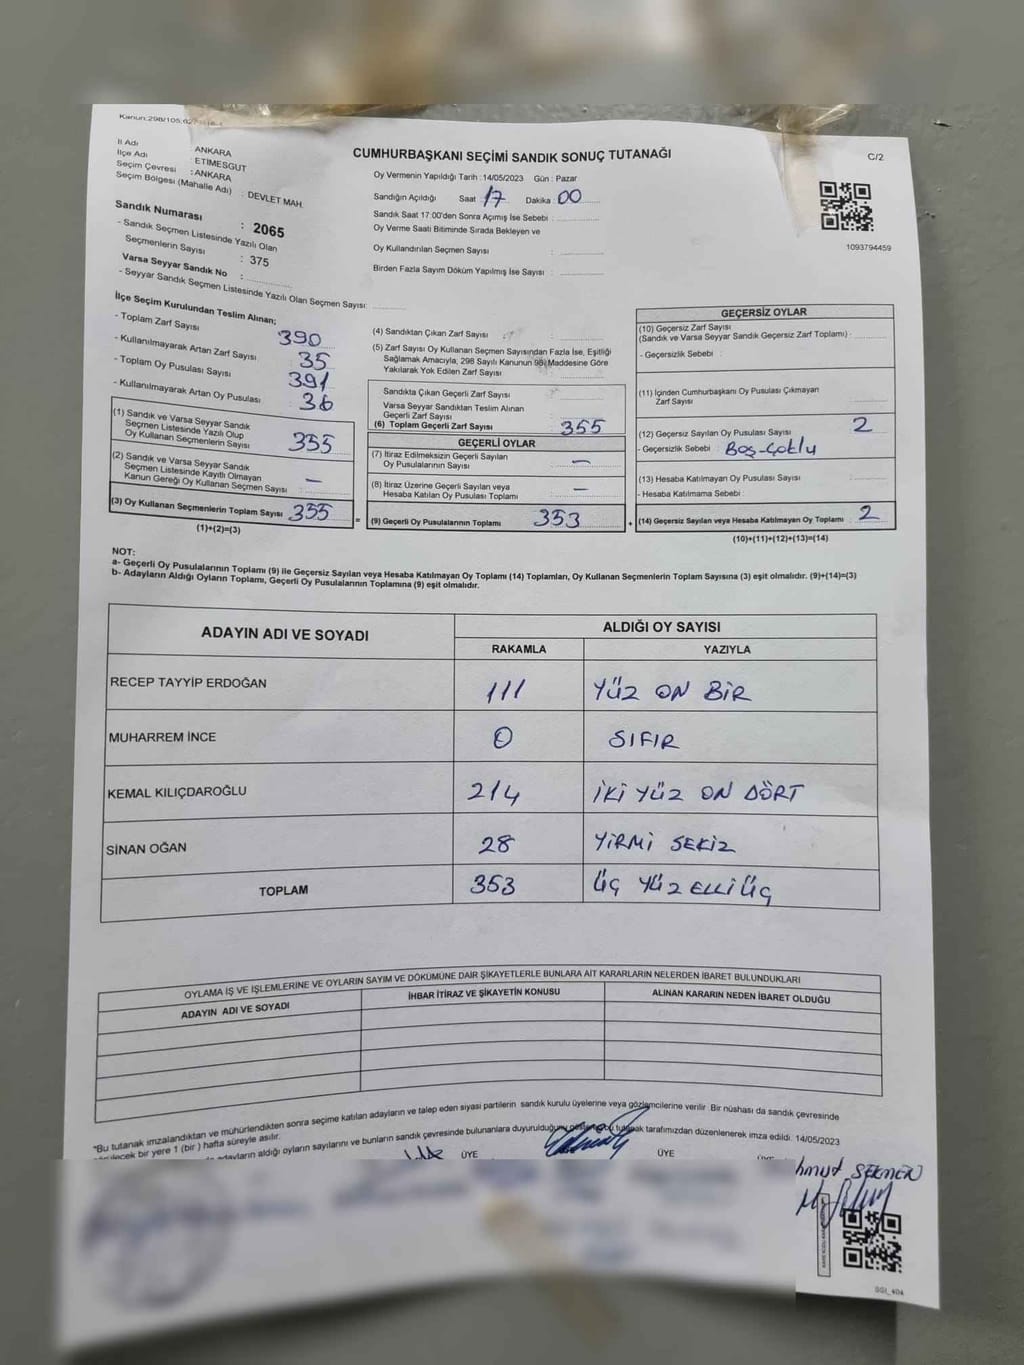 Kanun:298/105;
C/2
CUMHURBAŞKANI SEÇİMİ SANDIK SONUÇ TUTANAĞI
İl Adı : ANKARA
İlçe Adı : ETİMESGUT
Seçim Çevresi : ANKARA
Seçim Bölgesi (Mahalle Adı) : DEVLET MAH.
Sandık Numarası : 2065
- Sandık Seçmen Listesinde Yazılı Olan
Seçmenlerin Sayısı : 375
Varsa Seyyar Sandık No :
- Seyyar Sandık Seçmen Listesinde Yazılı Olan Seçmen Sayısı:
Oy Vermenin Yapıldığı Tarih :14/05/2023 Gün : Pazar
Sandığın Açıldığı Saat 17 Dakika 00
Sandık Saat 17:00'den Sonra Açımış İse Sebebi :
Oy Verme Saati Bitiminde Sırada Bekleyen ve
Oy Kullandırılan Seçmen Sayısı :
Birden Fazla Sayım Döküm Yapılmış İse Sayısı :
1093794459
İlçe Seçim Kurulundan Teslim Alınan;
- Toplam Zarf Sayısı 390
- Kullanılmayarak Artan Zarf Sayısı 35
- Toplam Oy Pusulası Sayısı 391
- Kullanılmayarak Artan Oy Pusulası 36
(1) Sandık ve Varsa Seyyar Sandık
Seçmen Listesinde Yazılı Olup
Oy Kullanan Seçmenlerin Sayısı 355
(2) Sandık ve Varsa Seyyar Sandık
Seçmen Listesinde Kayıtlı Olmayan
Kanun Gereği Oy Kullanan Seçmen Sayısı : –
(3) Oy Kullanan Seçmenlerin Toplam Sayısı 355
(1)+(2)=(3)
=
(4) Sandıktan Çıkan Zarf Sayısı :
(5) Zarf Sayısı Oy Kullanan Seçmen Sayısından Fazla İse, Eşitliği
Sağlamak Amacıyla, 298 Sayılı Kanunun 98. Maddesine Göre
Yakılarak Yok Edilen Zarf Sayısı :
Sandıkta Çıkan Geçerli Zarf Sayısı :
Varsa Seyyar Sandıktan Teslim Alınan
Geçerli Zarf Sayısı :
(6) Toplam Geçerli Zarf Sayısı 355
GEÇERLİ OYLAR
(7) İtiraz Edilmeksizin Geçerli Sayılan
Oy Pusulalarının Sayısı –
(8) İtiraz Üzerine Geçerli Sayılan veya
Hesaba Katılan Oy Pusulası Toplamı –
(9) Geçerli Oy Pusulalarının Toplamı 353
+
GEÇERSİZ OYLAR
(10) Geçersiz Zarf Sayısı
(Sandık ve Varsa Seyyar Sandık Geçersiz Zarf Toplamı)
- Geçersizlik Sebebi :
(11) İçinden Cumhurbaşkanı Oy Pusulası Çıkmayan
Zarf Sayısı :
(12) Geçersiz Sayılan Oy Pusulası Sayısı 2
- Geçersizlik Sebebi : Boş-Çoklu
(13) Hesaba Katılmayan Oy Pusulası Sayısı :
- Hesaba Katılmama Sebebi :
(14) Geçersiz Sayılan veya Hesaba Katılmayan Oy Toplamı : 2
(10)+(11)+(12)+(13)=(14)
NOT:
a- Geçerli Oy Pusulalarının Toplamı (9) ile Geçersiz Sayılan veya Hesaba Katılmayan Oy Toplamı (14) Toplamları, Oy Kullanan Seçmenlerin Toplam Sayısına (3) eşit olmalıdır. (9)+(14)=(3)
b- Adayların Aldığı Oyların Toplamı, Geçerli Oy Pusulalarının Toplamına (9) eşit olmalıdır.
ADAYIN ADI VE SOYADI ALDIĞI OY SAYISI
RAKAMLA YAZIYLA
RECEP TAYYİP ERDOĞAN 111 YÜZ ON BİR
MUHARREM İNCE 0 SIFIR
KEMAL KILIÇDAROĞLU 214 İKİ YÜZ ON DÖRT
SİNAN OĞAN 28 YİRMİ SEKİZ
TOPLAM 353 ÜÇ YÜZ ELLİ ÜÇ
OYLAMA İŞ VE İŞLEMLERİNE VE OYLARIN SAYIM VE DÖKÜMÜNE DAİR ŞİKAYETLERLE BUNLARA AİT KARARLARIN NELERDEN İBARET BULUNDUKLARI
ADAYIN ADI VE SOYADI İHBAR İTİRAZ VE ŞİKAYETİN KONUSU ALINAN KARARIN NEDEN İBARET OLDUĞU
*Bu tutanak imzalandıktan ve mühürlendikten sonra seçime katılan adayların ve talep eden siyasi partilerin sandık kurulu üyelerine veya gözlemcilerine verilir. Bir nüshası da sandık çevresinde
bir yere 1 (bir) hafta süreyle asılır.
adayların aldığı oyların sayılarını ve bunların sandık çevresinde bulunanlara duyurulduğunu tutanak tarafımızdan düzenlenerek imza edildi. 14/05/2023
ÜYE ÜYE
SEKMEN